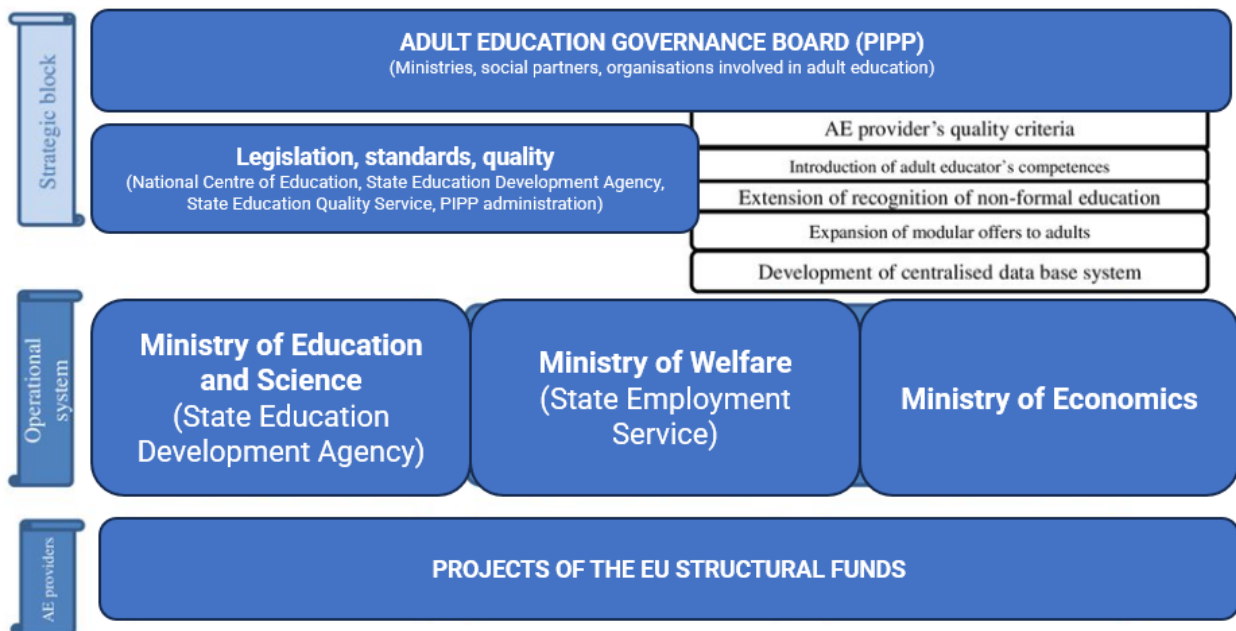 Strategic block
ADULT EDUCATION GOVERNANCE BOARD (PIPP)
(Ministries, social partners, organisations involved in adult education)
Legislation, standards, quality
(National Centre of Education, State Education Development Agency,
State Education Quality Service, PIPP administration)
AE provider's quality criteria
Introduction of adult educator's competences
Extension of recognition of non-formal education
Expansion of modular offers to adults
Development of centralised data base system
Operational
system
Ministry of Education
and Science
(State Education
Development Agency)
Ministry of Welfare
(State Employment
Service)
Ministry of Economics
AE providers
PROJECTS OF THE EU STRUCTURAL FUNDS